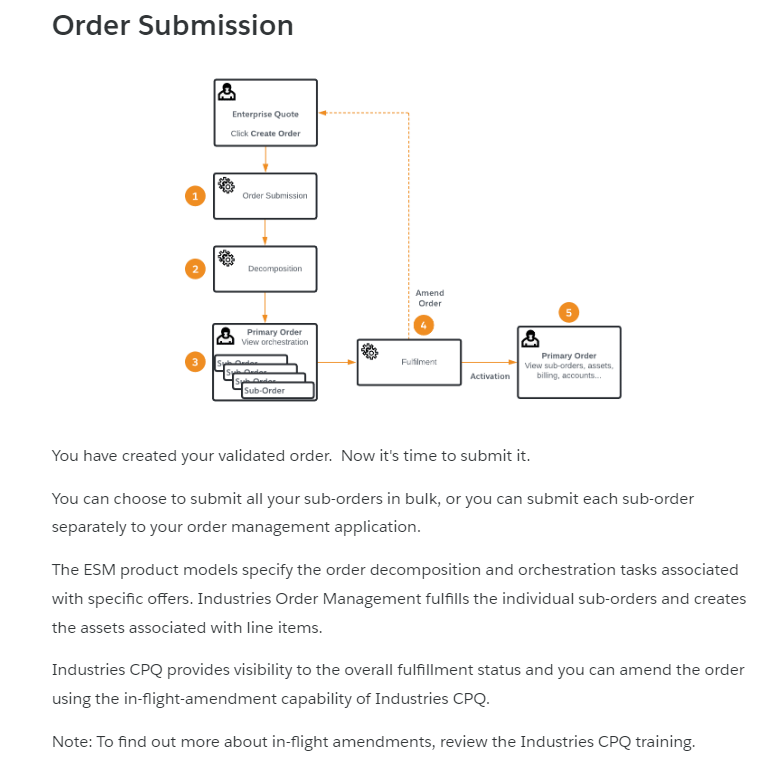 Order Submission
Enterprise Quote
Click Create Order
1
Order Submission
2
Decomposition
3
Primary Order
View orchestration
Sub-Order
Sub-Order
Sub-Order
Sub-Order
Amend
Order
4
Fulfilment
Activation
5
Primary Order
View sub-orders, assets,
billing, accounts...
You have created your validated order.  Now it's time to submit it.
You can choose to submit all your sub-orders in bulk, or you can submit each sub-order
separately to your order management application.
The ESM product models specify the order decomposition and orchestration tasks associated
with specific offers. Industries Order Management fulfills the individual sub-orders and creates
the assets associated with line items.
Industries CPQ provides visibility to the overall fulfillment status and you can amend the order
using the in-flight-amendment capability of Industries CPQ.
Note: To find out more about in-flight amendments, review the Industries CPQ training.